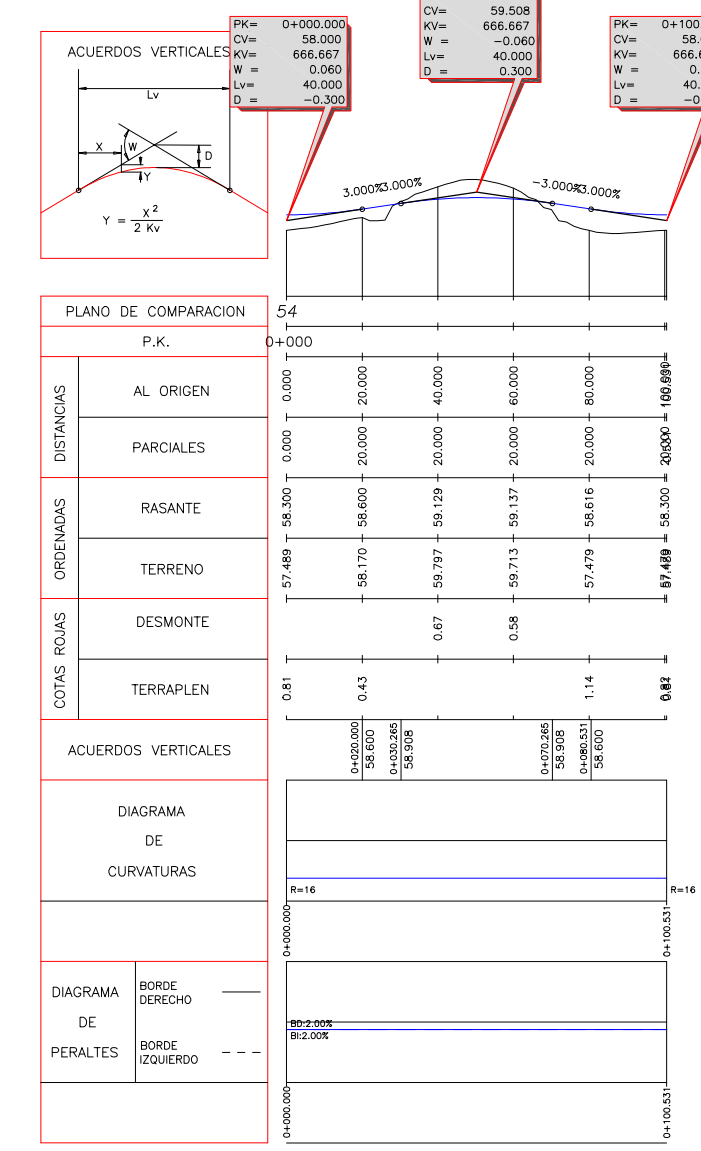 CV= 59.508
KV= 666.667
W = -0.060
Lv= 40.000
D = 0.300
PK= 0+000.000
CV= 58.000
KV= 666.667
W = 0.060
Lv= 40.000
D = -0.300
PK= 0+100
CV= 58.
KV= 666.6
W = 0.
Lv= 40.
D = -0
ACUERDOS VERTICALES
Lv
X W D
Y
Y = X² / 2 Kv
3.000% 3.000% -3.000% -3.000%
PLANO DE COMPARACION 54
P.K. 0+000
DISTANCIAS
AL ORIGEN 0.000 20.000 40.000 60.000 80.000
PARCIALES 0.000 20.000 20.000 20.000 20.000
ORDENADAS
RASANTE 58.300 58.600 59.129 59.137 58.616 58.300
TERRENO 57.489 58.170 59.797 59.713 57.479
COTAS ROJAS
DESMONTE 0.67 0.58
TERRAPLEN 0.81 0.43 1.14
ACUERDOS VERTICALES
0+020.000 58.600
0+030.265 58.908
0+070.265 58.908
0+080.531 58.600
DIAGRAMA
DE
CURVATURAS
R=16 R=16
0+000.000 0+100.531
DIAGRAMA
DE
PERALTES
BORDE
DERECHO
BORDE
IZQUIERDO
BD:2.00%
BI:2.00%
0+000.000 0+100.531